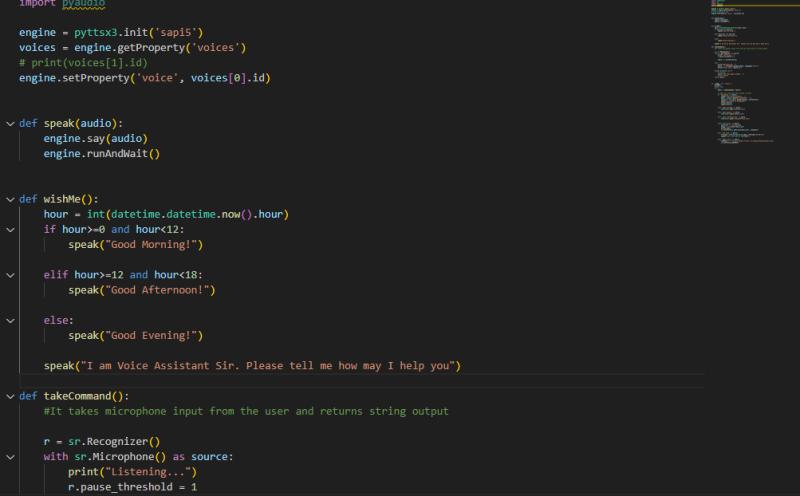 import pyaudio
engine = pyttsx3.init('sapi5')
voices = engine.getProperty('voices')
# print(voices[1].id)
engine.setProperty('voice', voices[0].id)
def speak(audio):
engine.say(audio)
engine.runAndWait()
def wishMe():
hour = int(datetime.datetime.now().hour)
if hour>=0 and hour<12:
speak("Good Morning!")
elif hour>=12 and hour<18:
speak("Good Afternoon!")
else:
speak("Good Evening!")
speak("I am Voice Assistant Sir. Please tell me how may I help you")
def takeCommand():
#It takes microphone input from the user and returns string output
r = sr.Recognizer()
with sr.Microphone() as source:
print("Listening...")
r.pause_threshold = 1